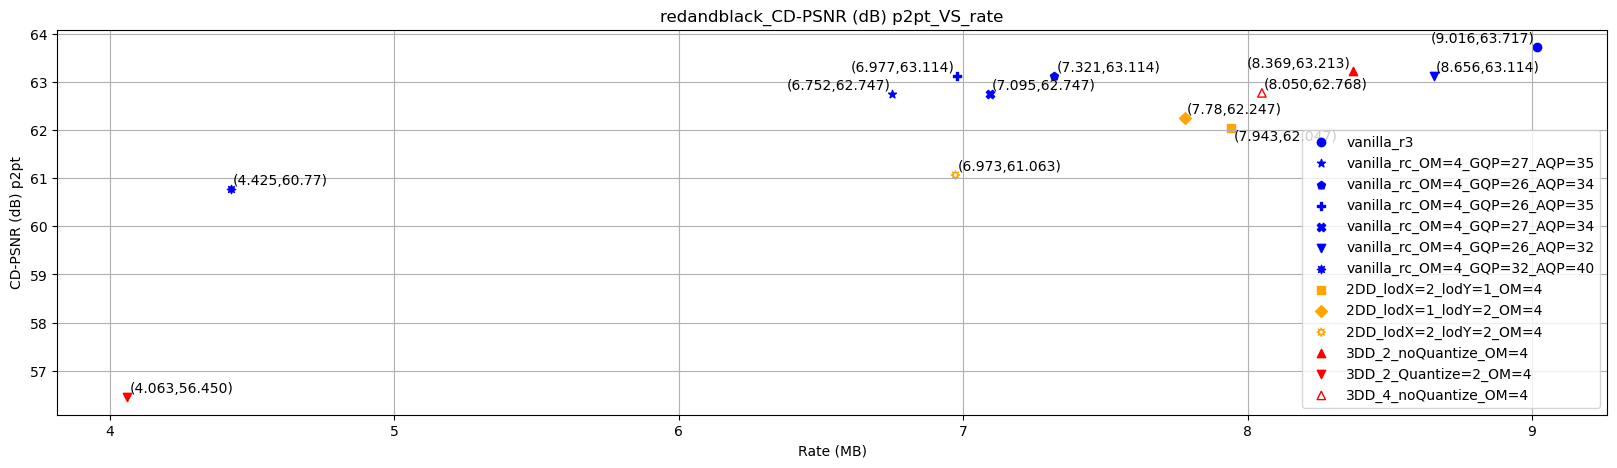 redandblack_CD-PSNR (dB) p2pt_VS_rate
CD-PSNR (dB) p2pt
64
63
62
61
60
59
58
57
(9.016,63.717)
(6.977,63.114)
(7.321,63.114)
(8.369,63.213)
(8.656,63.114)
(6.752,62.747)
(7.095,62.747)
(8.050,62.768)
(7.78,62.247)
(7.943,62.047)
(6.973,61.063)
(4.425,60.77)
(4.063,56.450)
vanilla_r3
vanilla_rc_OM=4_GQP=27_AQP=35
vanilla_rc_OM=4_GQP=26_AQP=34
vanilla_rc_OM=4_GQP=26_AQP=35
vanilla_rc_OM=4_GQP=27_AQP=34
vanilla_rc_OM=4_GQP=26_AQP=32
vanilla_rc_OM=4_GQP=32_AQP=40
2DD_lodX=2_lodY=1_OM=4
2DD_lodX=1_lodY=2_OM=4
2DD_lodX=2_lodY=2_OM=4
3DD_2_noQuantize_OM=4
3DD_2_Quantize=2_OM=4
3DD_4_noQuantize_OM=4
4
5
6
7
8
9
Rate (MB)